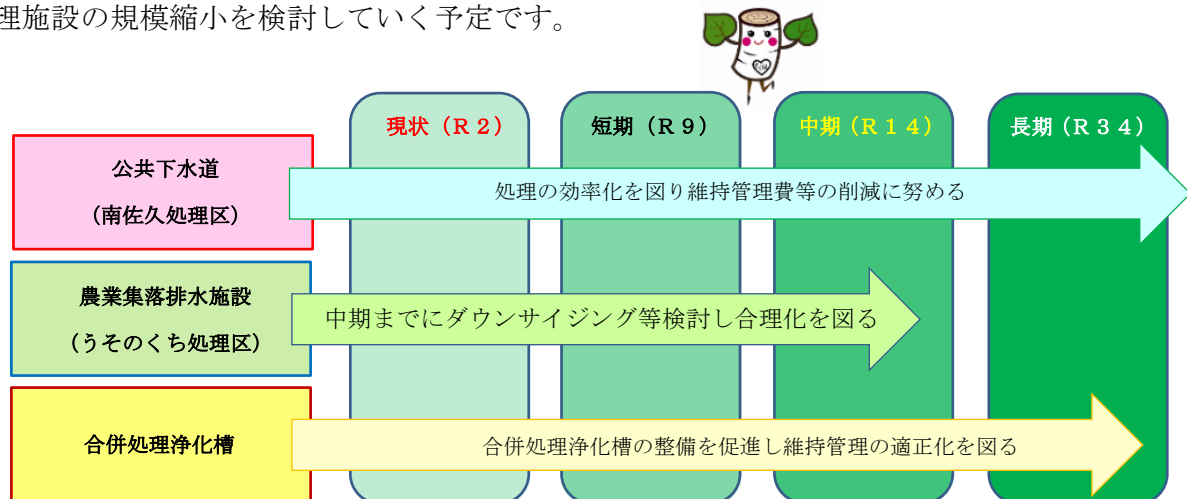 理施設の規模縮小を検討していく予定です。
現状（R２） 短期（R９） 中期（R１４） 長期（R３４）
公共下水道
（南佐久処理区）
処理の効率化を図り維持管理費等の削減に努める
農業集落排水施設
（うそのくち処理区）
中期までにダウンサイジング等検討し合理化を図る
合併処理浄化槽
合併処理浄化槽の整備を促進し維持管理の適正化を図る